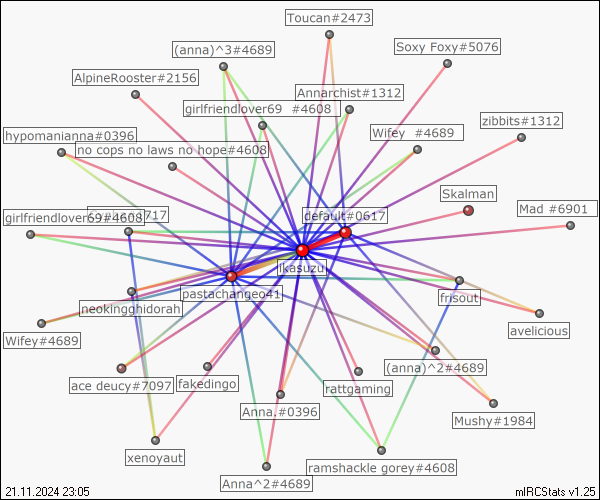 Toucan#2473
(anna)^3#4689
Soxy Foxy#5076
AlpineRooster#2156
Annarchist#1312
girlfriendlover69 #4608
zibbits#1312
hypomanianna#0396
Wifey #4689
no cops no laws no hope#4608
Skalman
Mad #6901
default#0617
girlfriendlover69#4608
717
ikasuzu
pastachangeo41
frisout
neokingghidorah
avelicious
Wifey#4689
(anna)^2#4689
ace deucy#7097
fakedingo
rattgaming
Anna.#0396
Mushy#1984
xenoyaut
ramshackle gorey#4608
Anna^2#4689
21.11.2024 23:05
mIRCStats v1.25